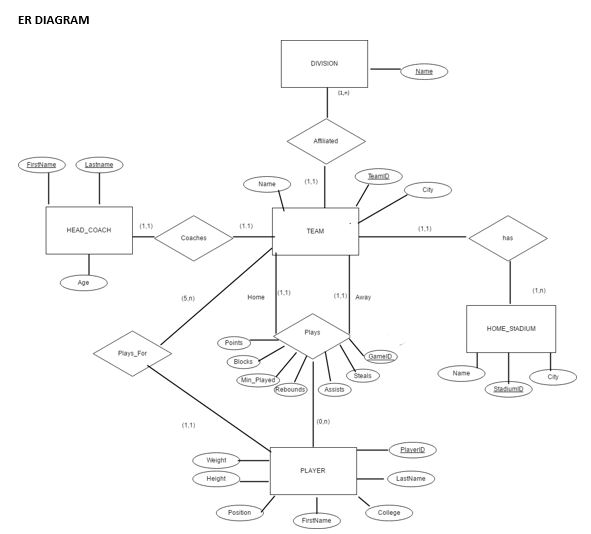 ER DIAGRAM
DIVISION
Name
(1,n)
Affiliated
FirstName
Lastname
(1,1)
Name
TeamID
City
HEAD_COACH
(1,1)
Coaches
(1,1)
TEAM
(1,1)
has
Age
(5,n)
Home
(1,1)
(1,1)
Away
(1,n)
HOME_StADIUM
Plays_For
Plays
Points
Blocks
Min_Played
Rebounds
Assists
Steals
GameID
Name
StadiumID
City
(1,1)
(0,n)
PLAYER
PlayerID
Weight
Height
LastName
Position
FirstName
College